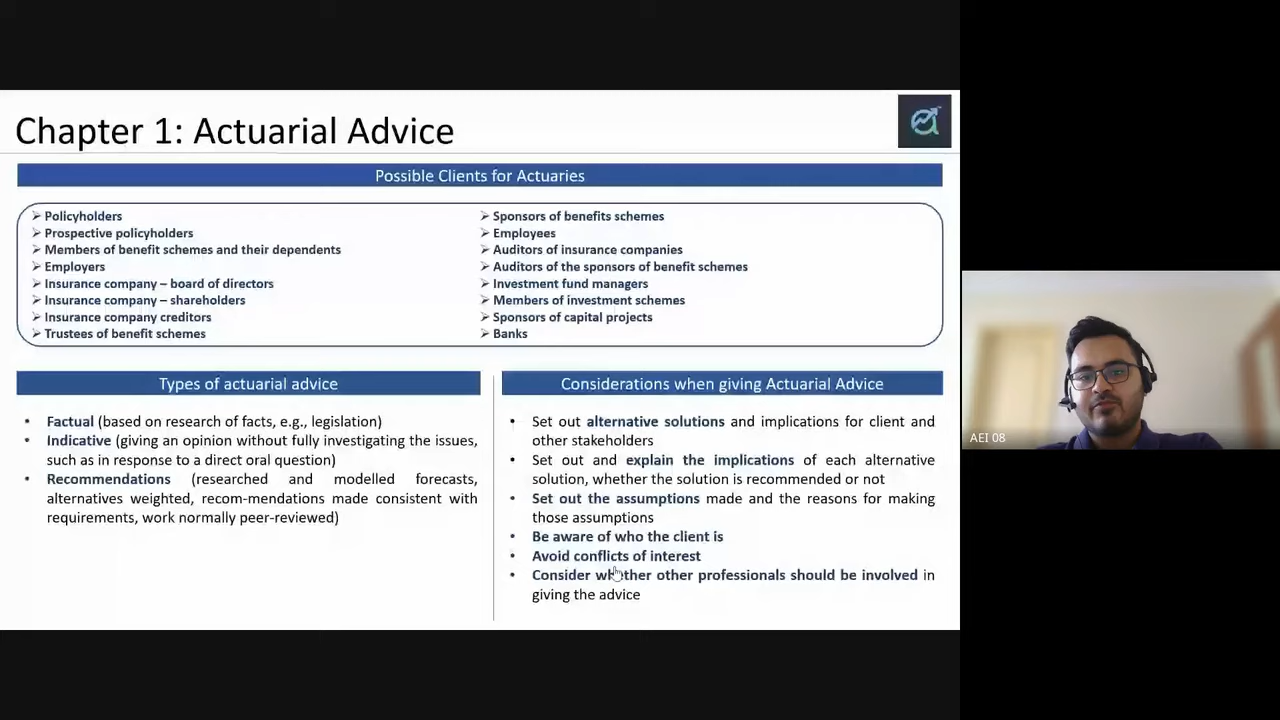 Chapter 1: Actuarial Advice
Possible Clients for Actuaries
➢ Policyholders
➢ Prospective policyholders
➢ Members of benefit schemes and their dependents
➢ Employers
➢ Insurance company – board of directors
➢ Insurance company – shareholders
➢ Insurance company creditors
➢ Trustees of benefit schemes
➢ Sponsors of benefits schemes
➢ Employees
➢ Auditors of insurance companies
➢ Auditors of the sponsors of benefit schemes
➢ Investment fund managers
➢ Members of investment schemes
➢ Sponsors of capital projects
➢ Banks
Types of actuarial advice
• Factual (based on research of facts, e.g., legislation)
• Indicative (giving an opinion without fully investigating the issues,
such as in response to a direct oral question)
• Recommendations (researched and modelled forecasts,
alternatives weighted, recom-mendations made consistent with
requirements, work normally peer-reviewed)
Considerations when giving Actuarial Advice
• Set out alternative solutions and implications for client and
other stakeholders
• Set out and explain the implications of each alternative
solution, whether the solution is recommended or not
• Set out the assumptions made and the reasons for making
those assumptions
• Be aware of who the client is
• Avoid conflicts of interest
• Consider whether other professionals should be involved in
giving the advice
AEI 08